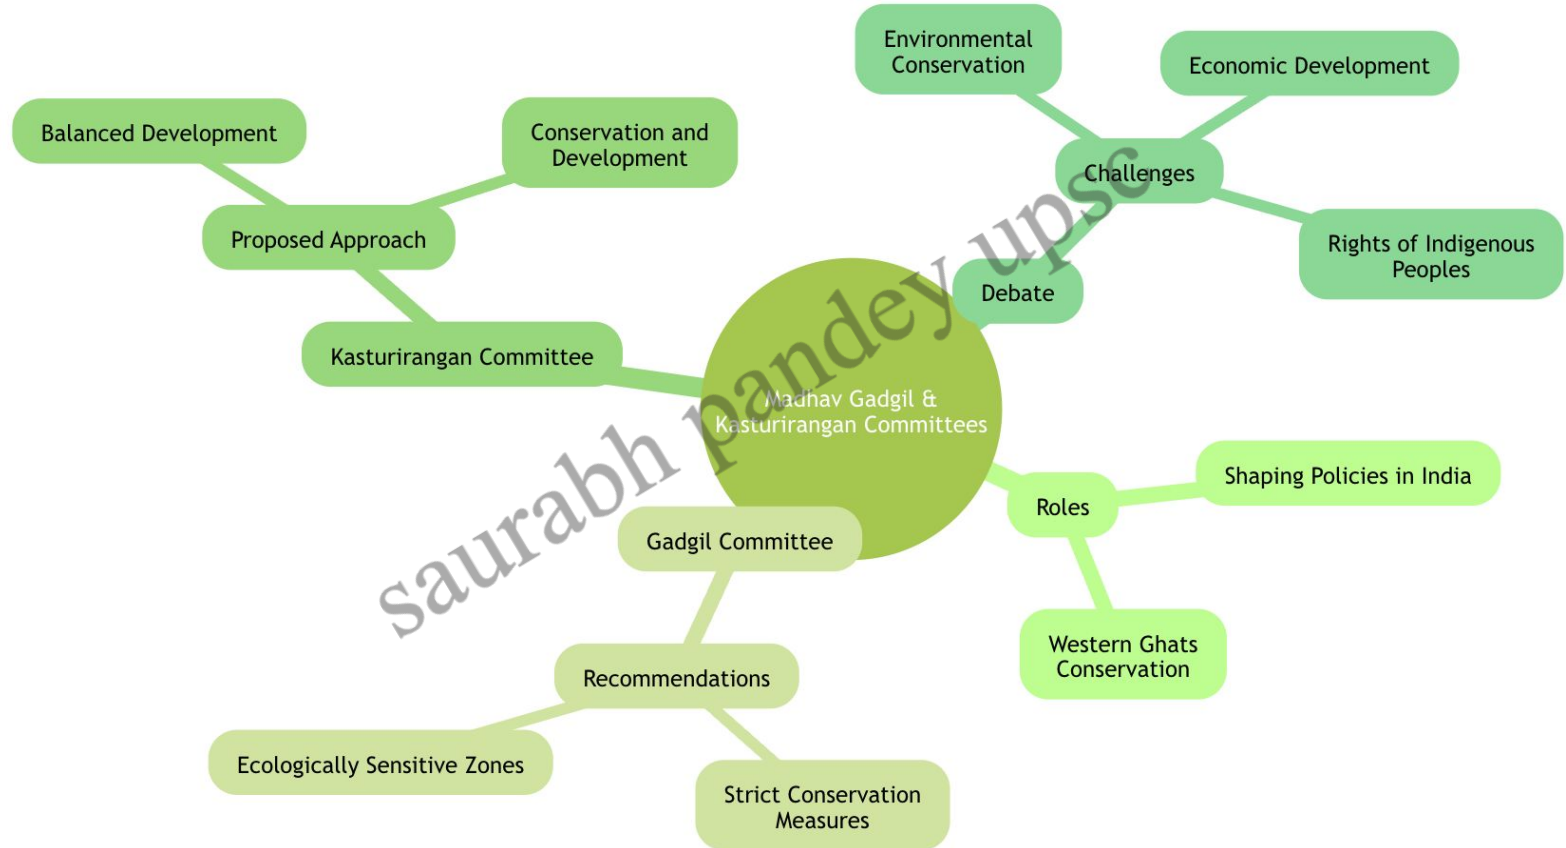 Environmental
Conservation
Economic Development
Balanced Development
Conservation and
Development
Challenges
Proposed Approach
Rights of Indigenous
Peoples
Debate
Kasturirangan Committee
Madhav Gadgil &
Kasturirangan Committees
Shaping Policies in India
Roles
Gadgil Committee
Western Ghats
Conservation
Recommendations
Ecologically Sensitive Zones
Strict Conservation
Measures
saurabh pandey upsc